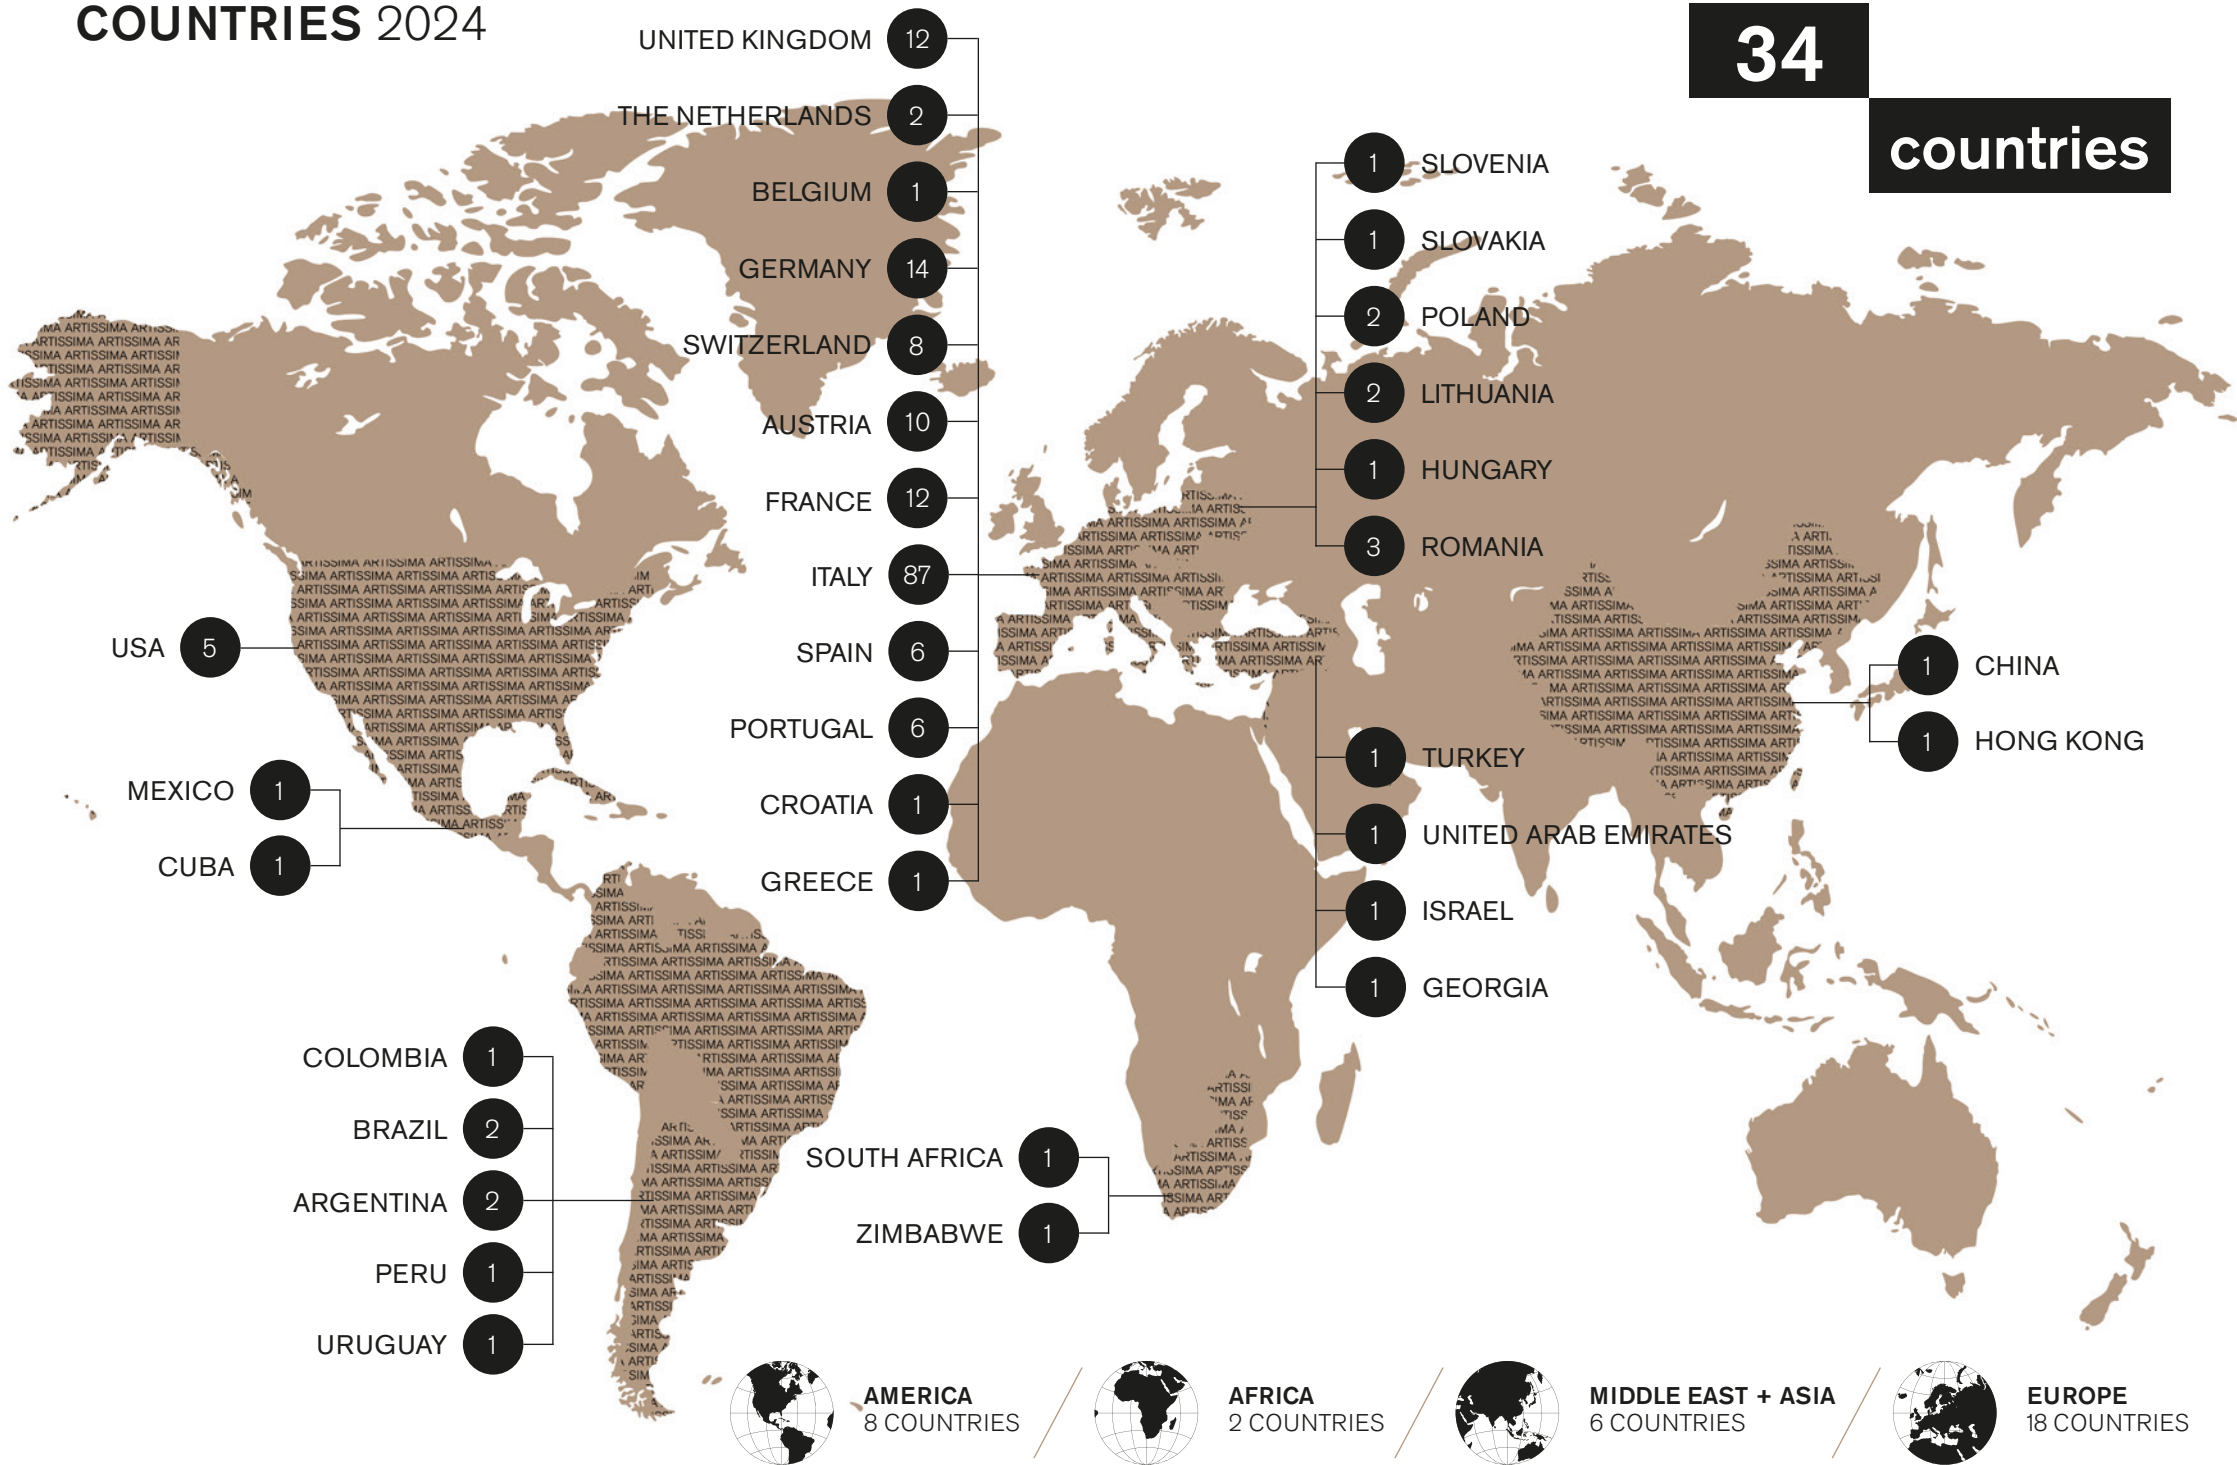 COUNTRIES 2024
34
countries
UNITED KINGDOM 12
THE NETHERLANDS 2
BELGIUM 1
GERMANY 14
SWITZERLAND 8
AUSTRIA 10
FRANCE 12
ITALY 87
SPAIN 6
PORTUGAL 6
CROATIA 1
GREECE 1
1 SLOVENIA
1 SLOVAKIA
2 POLAND
2 LITHUANIA
1 HUNGARY
3 ROMANIA
1 TURKEY
1 UNITED ARAB EMIRATES
1 ISRAEL
1 GEORGIA
1 CHINA
1 HONG KONG
USA 5
MEXICO 1
CUBA 1
COLOMBIA 1
BRAZIL 2
ARGENTINA 2
PERU 1
URUGUAY 1
SOUTH AFRICA 1
ZIMBABWE 1
AMERICA
8 COUNTRIES
AFRICA
2 COUNTRIES
MIDDLE EAST + ASIA
6 COUNTRIES
EUROPE
18 COUNTRIES